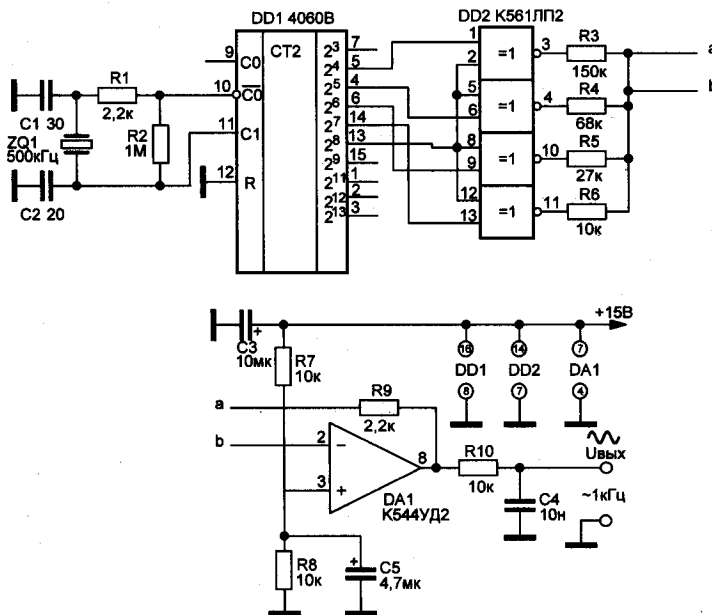 DD1 4060B
DD2 К561ЛП2
CT2
9 C0
10 C0
11 C1
12 R
2³ 7
2⁴ 5
2⁵ 4
2⁶ 6
2⁷ 14
2⁸ 13
2⁹ 15
2¹¹ 1
2¹² 2
2¹³ 3
C1 30
R1
2,2к
ZQ1
500кГц
R2
1М
C2 20
1
2
=1
3
R3
150к
5
6
=1
4
R4
68к
8
9
=1
10
R5
27к
12
13
=1
11
R6
10к
a
b
+15В
C3
10мк
+
R7
10к
16
DD1
8
14
DD2
7
7
DA1
4
a
b
R9
2,2к
2 −
3 +
8
DA1
К544УД2
R10
10к
Uвых
C4
10н
~1кГц
R8
10к
+
C5
4,7мк